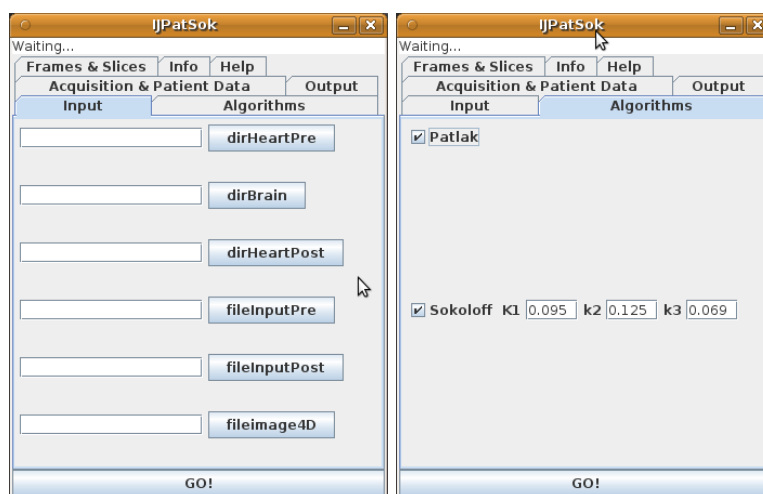 IJPatSok
Waiting...
Frames & Slices Info Help
Acquisition & Patient Data Output
Input Algorithms
dirHeartPre
dirBrain
dirHeartPost
fileInputPre
fileInputPost
fileimage4D
GO!
IJPatSok
Waiting...
Frames & Slices Info Help
Acquisition & Patient Data Output
Input Algorithms
Patlak
Sokoloff K1 0.095 k2 0.125 k3 0.069
GO!